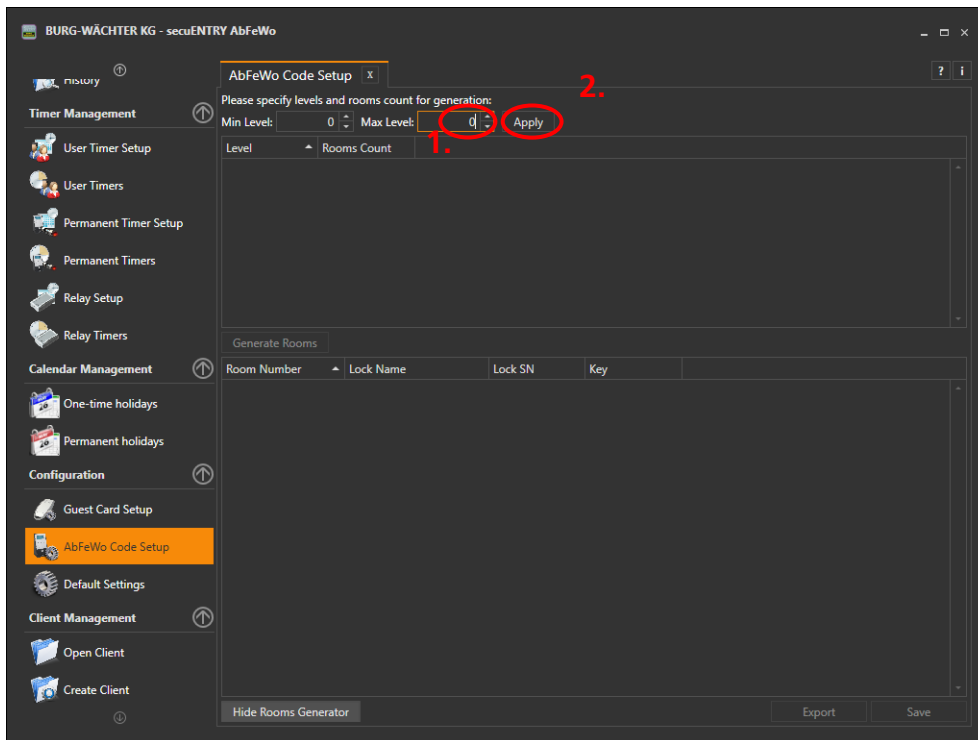 BURG-WÄCHTER KG - secuENTRY AbFeWo
History
Timer Management
User Timer Setup
User Timers
Permanent Timer Setup
Permanent Timers
Relay Setup
Relay Timers
Calendar Management
One-time holidays
Permanent holidays
Configuration
Guest Card Setup
AbFeWo Code Setup
Default Settings
Client Management
Open Client
Create Client
AbFeWo Code Setup x
? i
2.
Please specify levels and rooms count for generation:
Min Level: 0 Max Level: 0 Apply
1.
Level Rooms Count
Generate Rooms
Room Number Lock Name Lock SN Key
Hide Rooms Generator Export Save